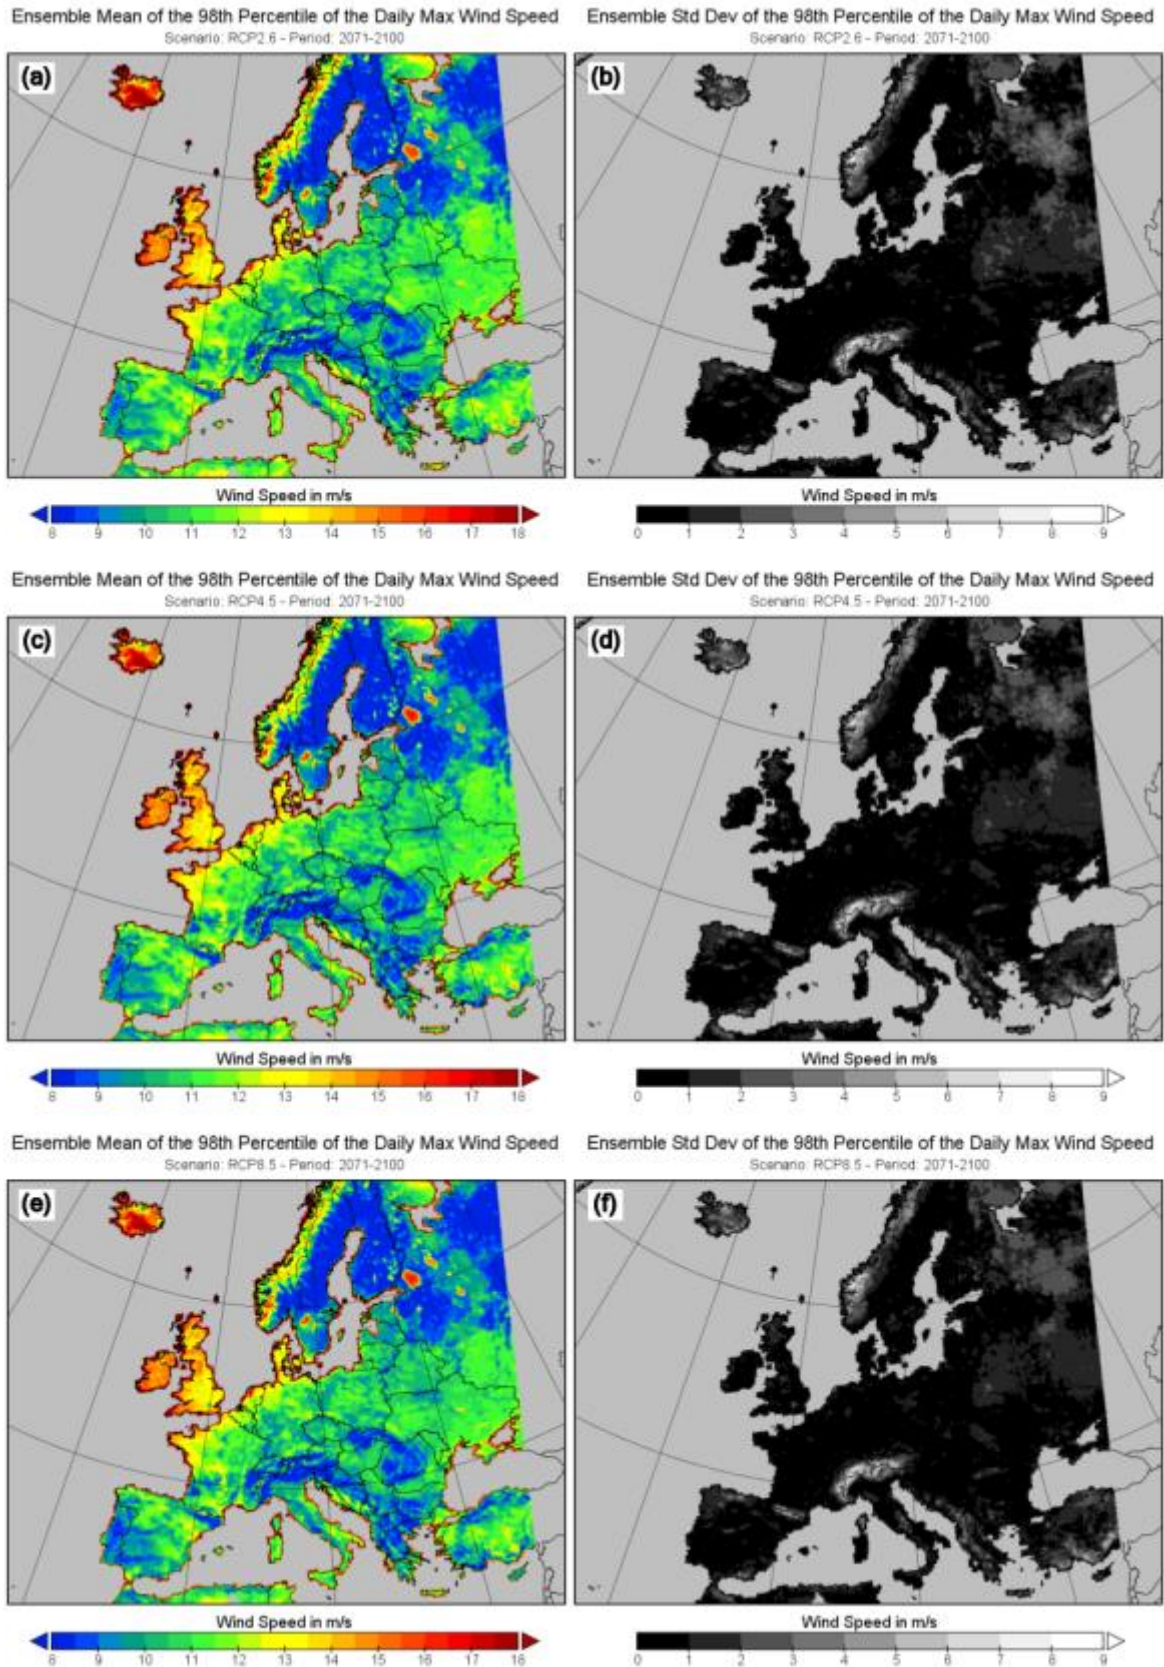 Ensemble Mean of the 98th Percentile of the Daily Max Wind Speed
Scenario: RCP2.6 - Period: 2071-2100
(a)
Wind Speed in m/s
8 9 10 11 12 13 14 15 16 17 18
Ensemble Std Dev of the 98th Percentile of the Daily Max Wind Speed
Scenario: RCP2.6 - Period: 2071-2100
(b)
Wind Speed in m/s
0 1 2 3 4 5 6 7 8 9
Ensemble Mean of the 98th Percentile of the Daily Max Wind Speed
Scenario: RCP4.5 - Period: 2071-2100
(c)
Wind Speed in m/s
8 9 10 11 12 13 14 15 16 17 18
Ensemble Std Dev of the 98th Percentile of the Daily Max Wind Speed
Scenario: RCP4.5 - Period: 2071-2100
(d)
Wind Speed in m/s
0 1 2 3 4 5 6 7 8 9
Ensemble Mean of the 98th Percentile of the Daily Max Wind Speed
Scenario: RCP8.5 - Period: 2071-2100
(e)
Wind Speed in m/s
8 9 10 11 12 13 14 15 16 17 18
Ensemble Std Dev of the 98th Percentile of the Daily Max Wind Speed
Scenario: RCP8.5 - Period: 2071-2100
(f)
Wind Speed in m/s
0 1 2 3 4 5 6 7 8 9